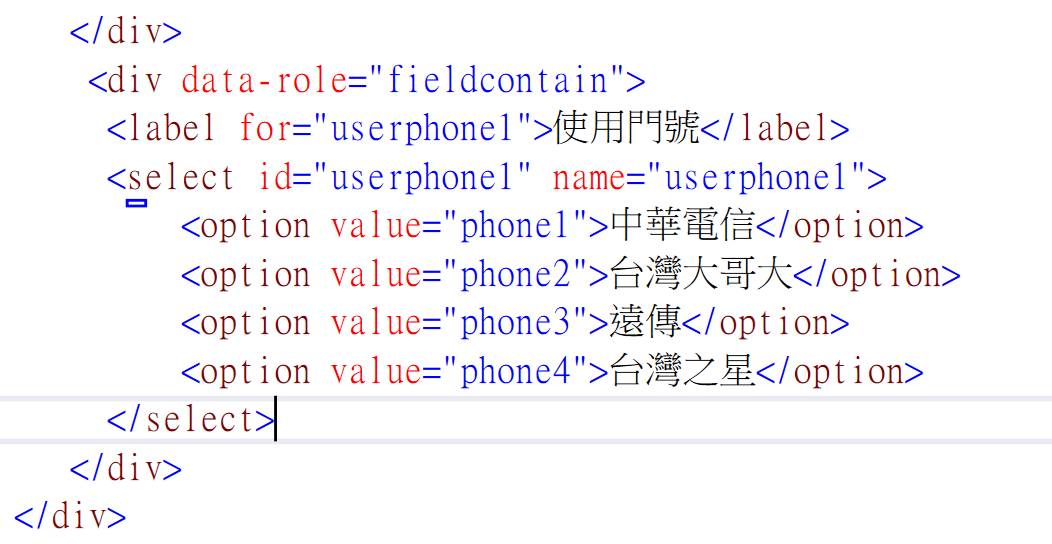 </div>
<div data-role="fieldcontain">
<label for="userphone1">使用門號</label>
<select id="userphone1" name="userphone1">
<option value="phone1">中華電信</option>
<option value="phone2">台灣大哥大</option>
<option value="phone3">遠傳</option>
<option value="phone4">台灣之星</option>
</select>
</div>
</div>